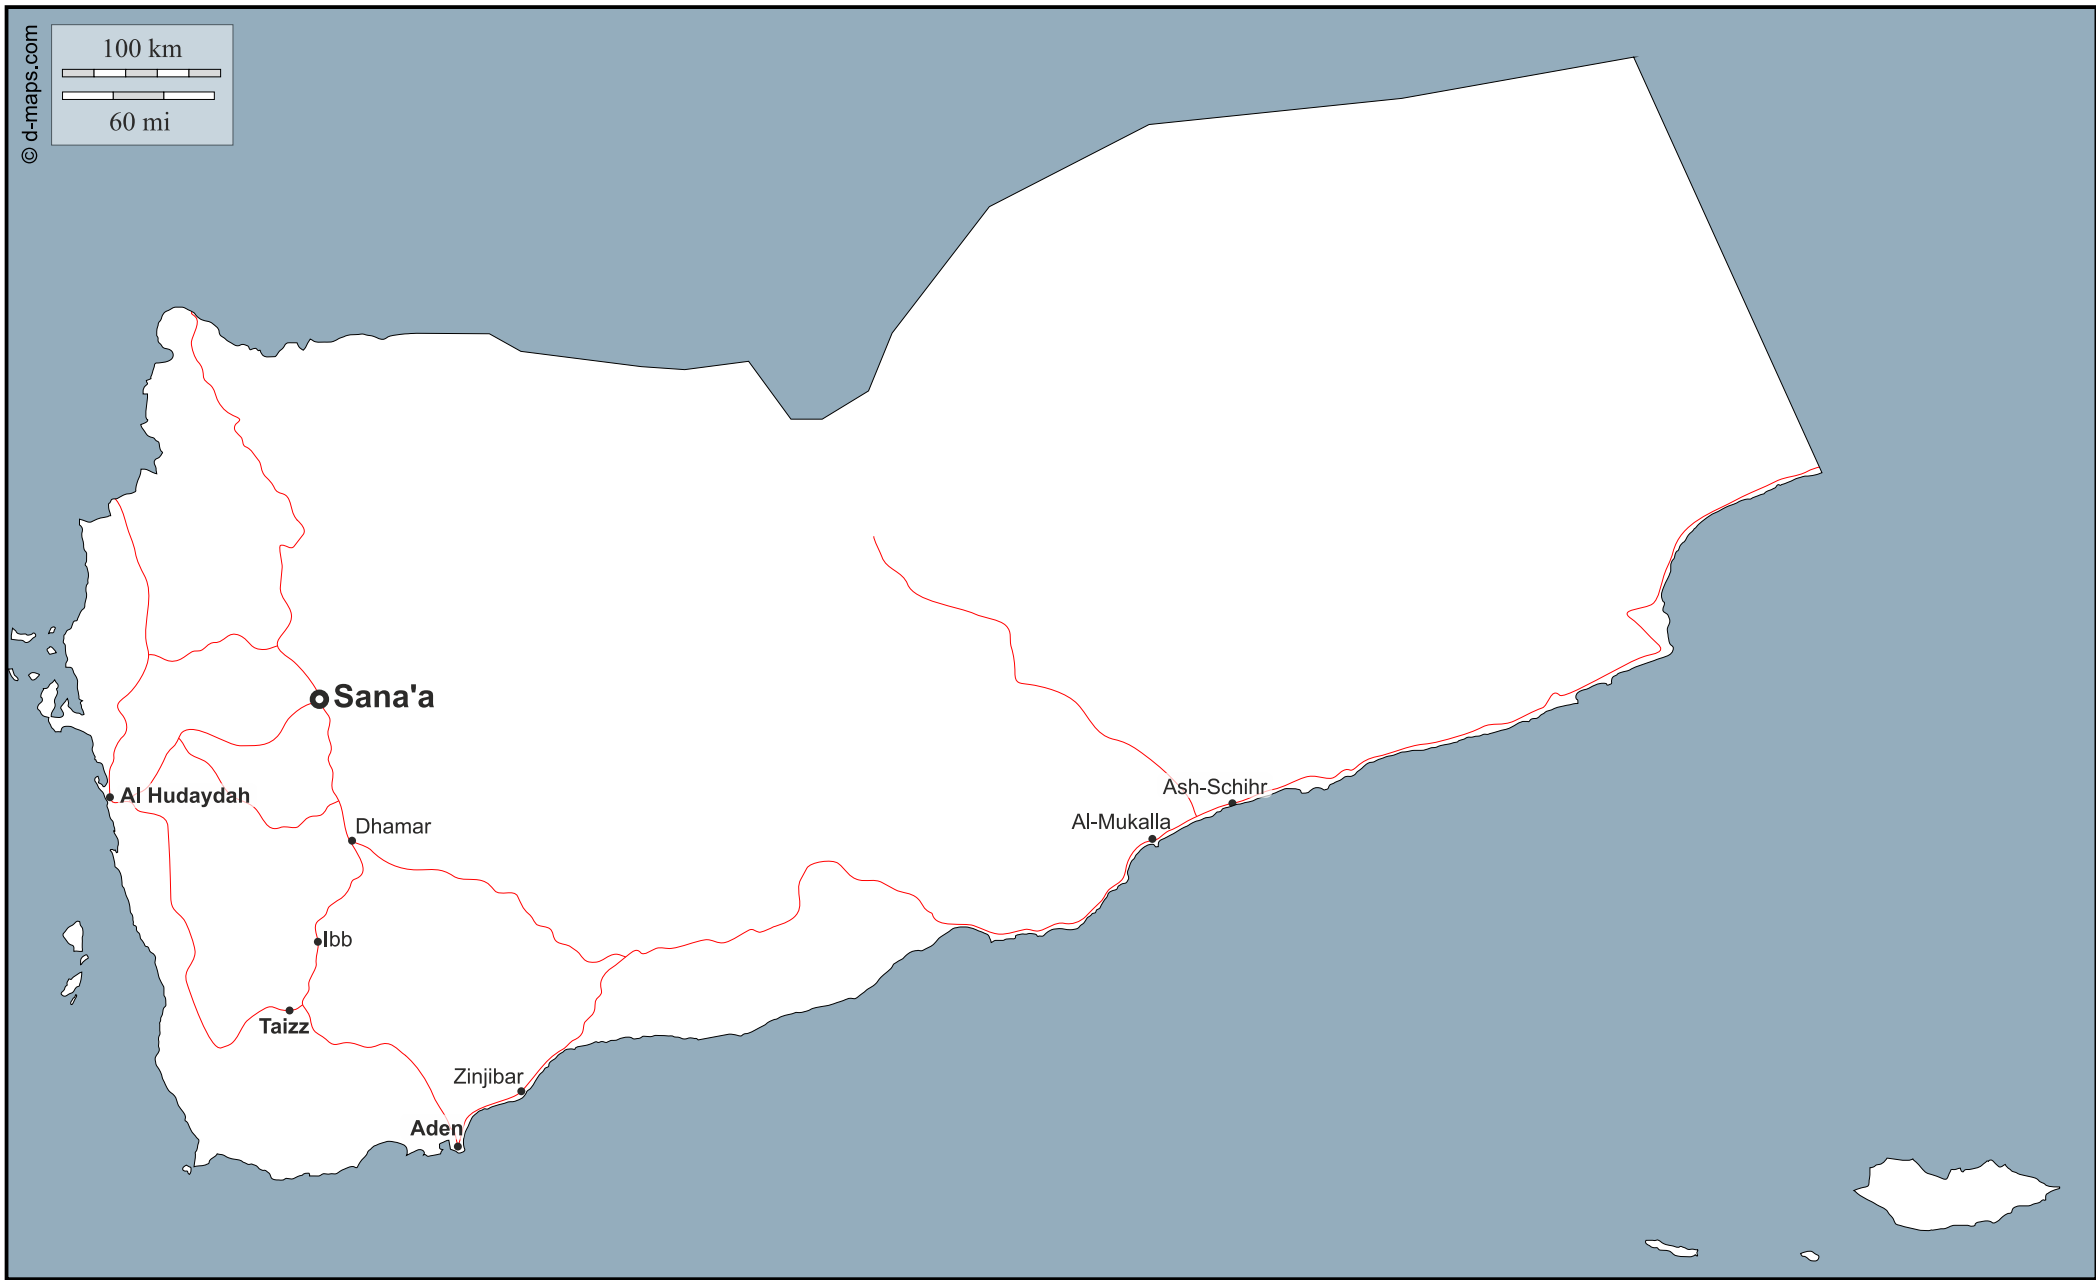 © d-maps.com
100 km
60 mi
Sana'a
Al Hudaydah
Ash-Schihr
Al-Mukalla
Dhamar
Ibb
Taizz
Zinjibar
Aden